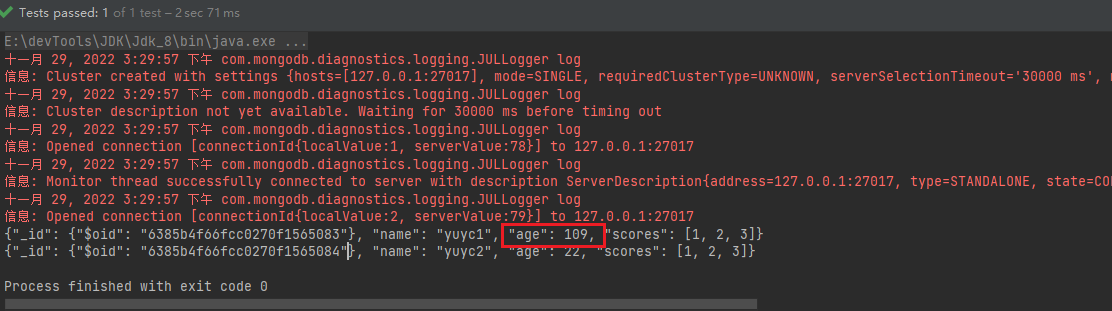 Tests passed: 1 of 1 test – 2 sec 71 ms
E:\devTools\JDK\Jdk_8\bin\java.exe ...
十一月 29, 2022 3:29:57 下午 com.mongodb.diagnostics.logging.JULLogger log
信息: Cluster created with settings {hosts=[127.0.0.1:27017], mode=SINGLE, requiredClusterType=UNKNOWN, serverSelectionTimeout='30000 ms',
十一月 29, 2022 3:29:57 下午 com.mongodb.diagnostics.logging.JULLogger log
信息: Cluster description not yet available. Waiting for 30000 ms before timing out
十一月 29, 2022 3:29:57 下午 com.mongodb.diagnostics.logging.JULLogger log
信息: Opened connection [connectionId{localValue:1, serverValue:78}] to 127.0.0.1:27017
十一月 29, 2022 3:29:57 下午 com.mongodb.diagnostics.logging.JULLogger log
信息: Monitor thread successfully connected to server with description ServerDescription{address=127.0.0.1:27017, type=STANDALONE, state=CO
十一月 29, 2022 3:29:57 下午 com.mongodb.diagnostics.logging.JULLogger log
信息: Opened connection [connectionId{localValue:2, serverValue:79}] to 127.0.0.1:27017
{"_id": {"$oid": "6385b4f66fcc0270f1565083"}, "name": "yuyc1", "age": 109, "scores": [1, 2, 3]}
{"_id": {"$oid": "6385b4f66fcc0270f1565084"}, "name": "yuyc2", "age": 22, "scores": [1, 2, 3]}
Process finished with exit code 0